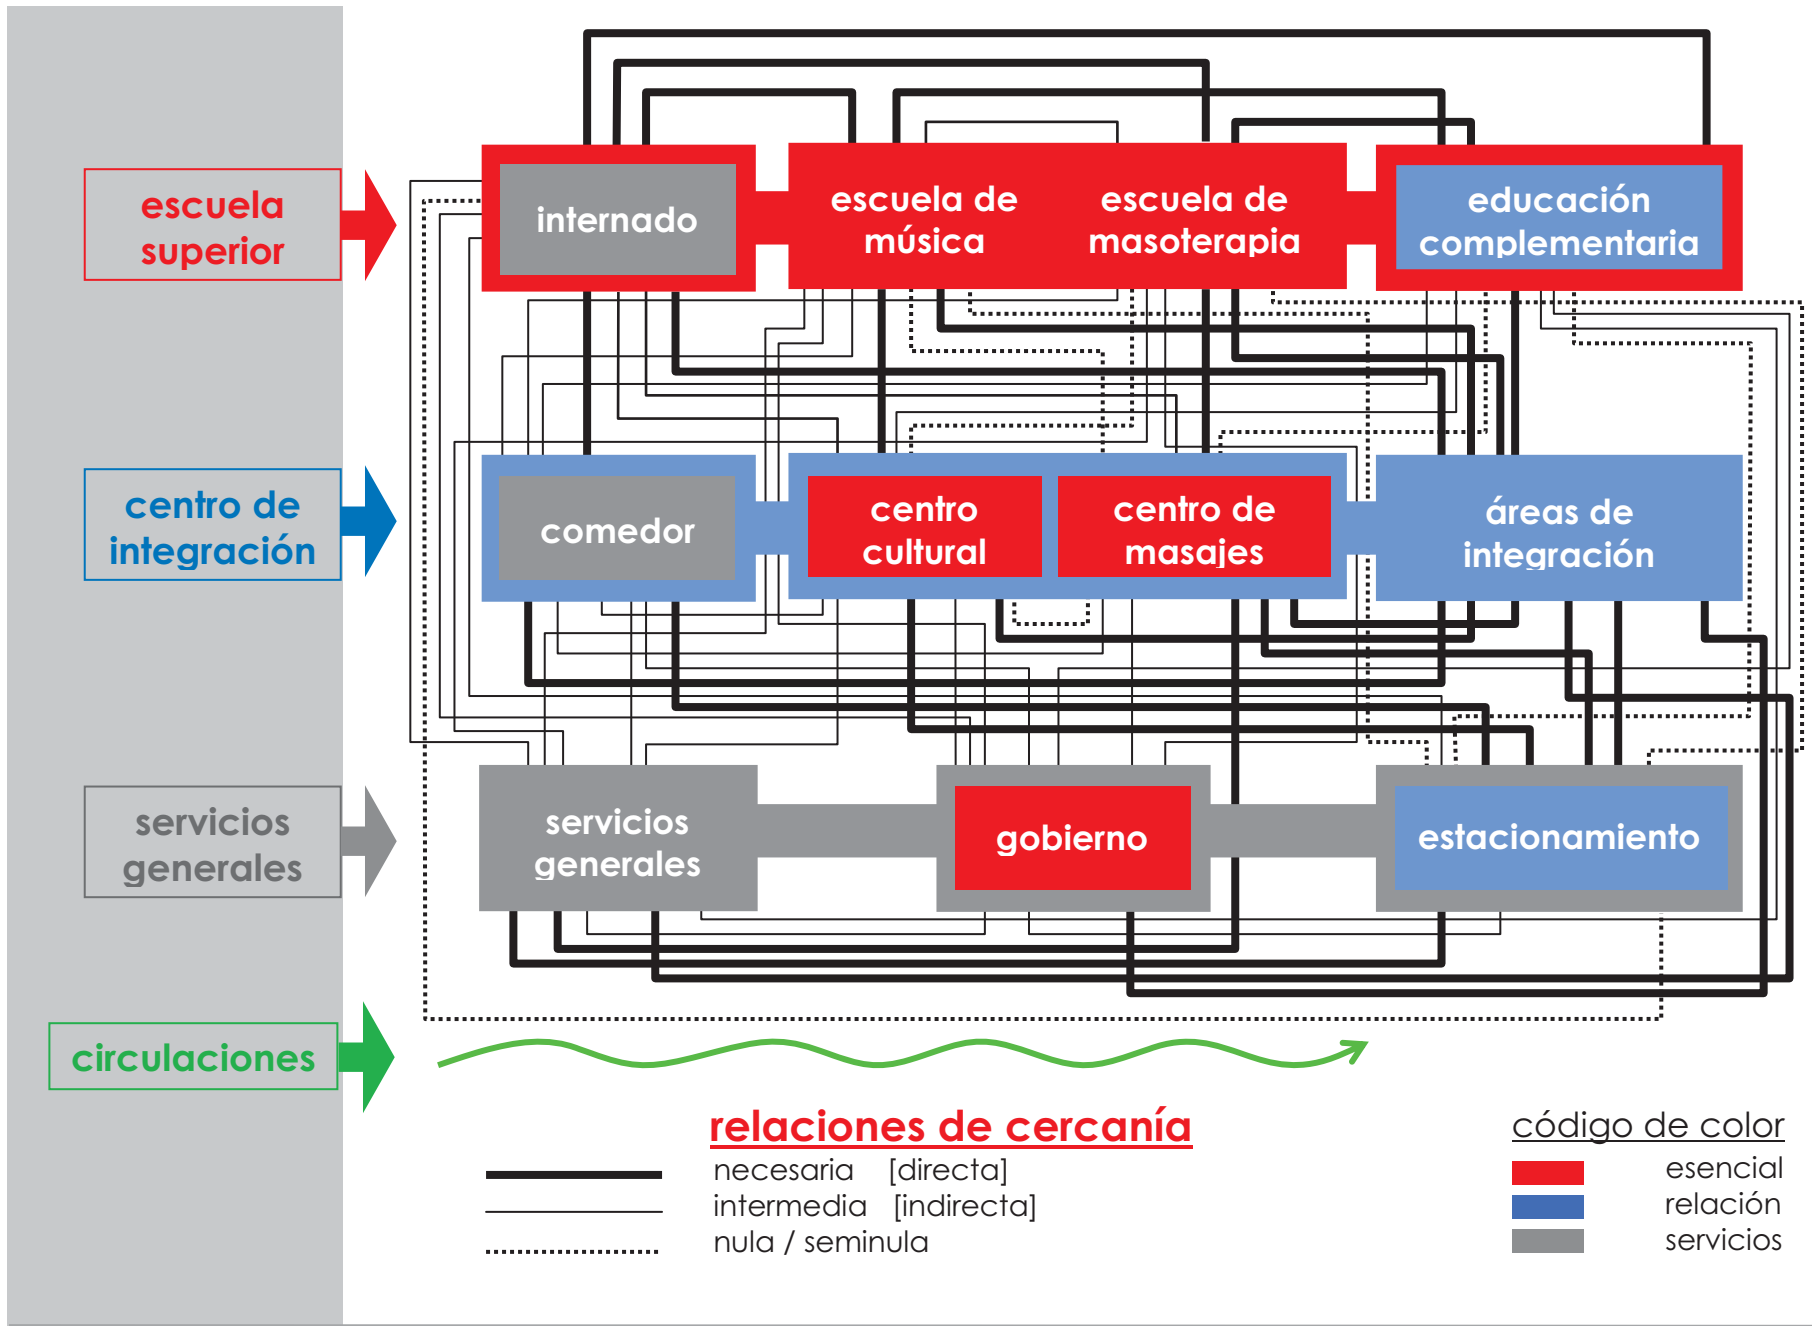 escuela
superior
internado
escuela de
música
escuela de
masoterapia
educación
complementaria
centro de
integración
comedor
centro
cultural
centro de
masajes
áreas de
integración
servicios
generales
servicios
generales
gobierno
estacionamiento
circulaciones
relaciones de cercanía
necesaria [directa]
intermedia [indirecta]
nula / seminula
código de color
esencial
relación
servicios